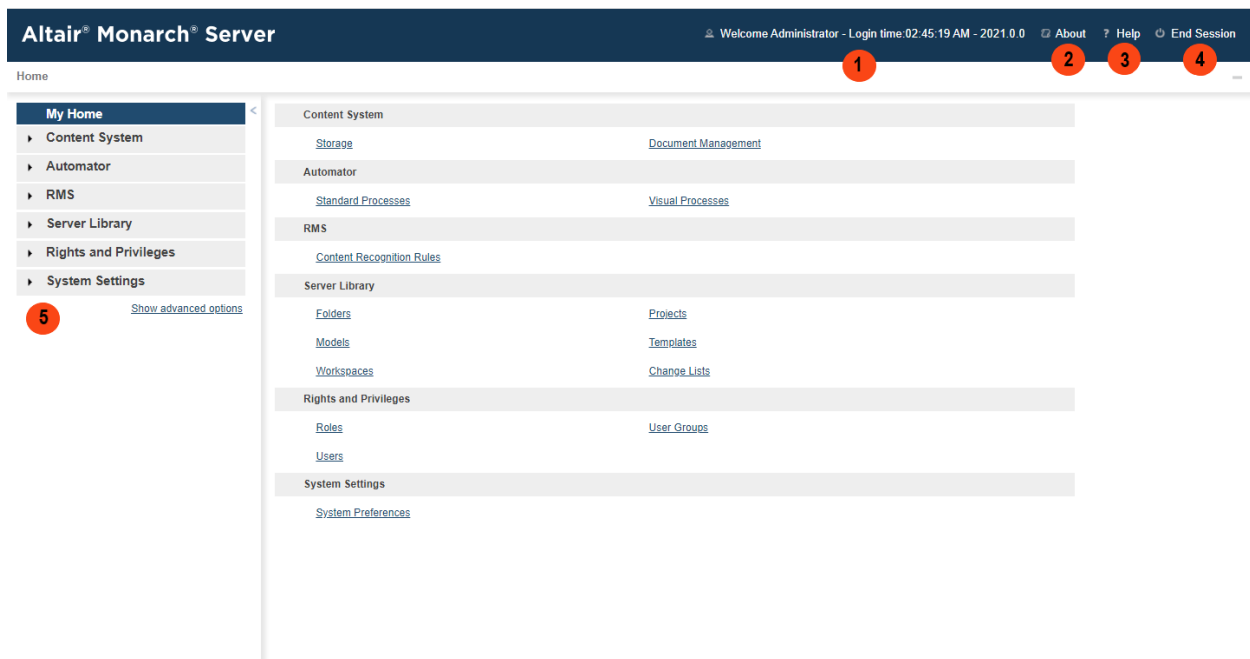 Altair® Monarch® Server
Welcome Administrator - Login time:02:45:19 AM - 2021.0.0 About ? Help End Session
1 2 3 4
Home
My Home <
Content System
Automator
RMS
Server Library
Rights and Privileges
System Settings
Show advanced options
5
Content System
Storage Document Management
Automator
Standard Processes Visual Processes
RMS
Content Recognition Rules
Server Library
Folders Projects
Models Templates
Workspaces Change Lists
Rights and Privileges
Roles User Groups
Users
System Settings
System Preferences